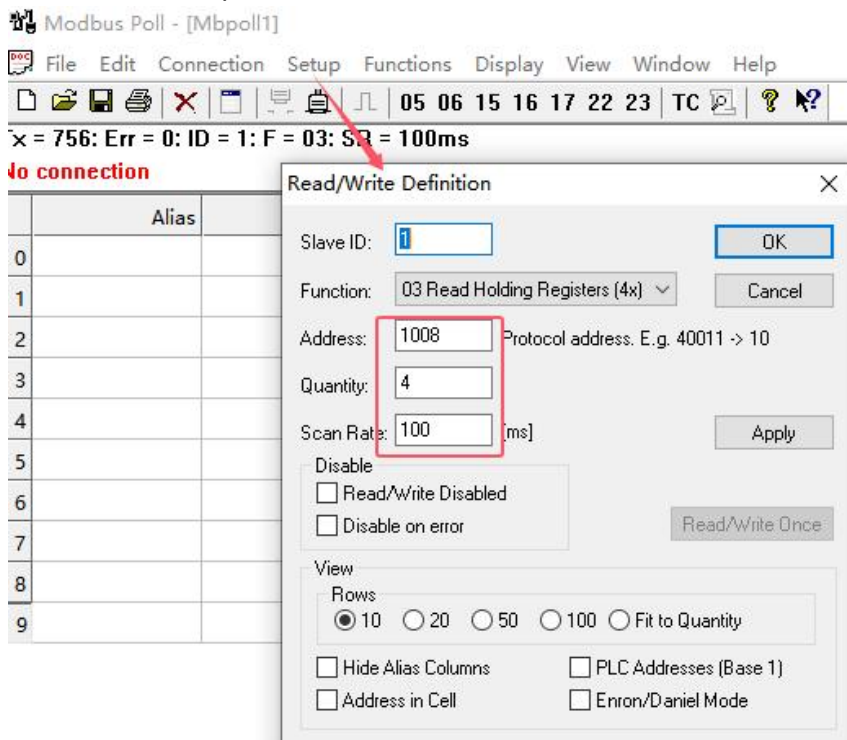 Modbus Poll - [Mbpoll1]
File Edit Connection Setup Functions Display View Window Help
05 06 15 16 17 22 23 TC
x = 756: Err = 0: ID = 1: F = 03: SR = 100ms
No connection
Read/Write Definition
Alias
Slave ID: 1 OK
0
Function: 03 Read Holding Registers (4x) Cancel
1
Address: 1008 Protocol address. E.g. 40011 -> 10
2
Quantity: 4
3
Scan Rate: 100 [ms] Apply
4
Disable
5
Read/Write Disabled
6
Disable on error Read/Write Once
7
View
8
Rows
10 20 50 100 Fit to Quantity
9
Hide Alias Columns PLC Addresses (Base 1)
Address in Cell Enron/Daniel Mode